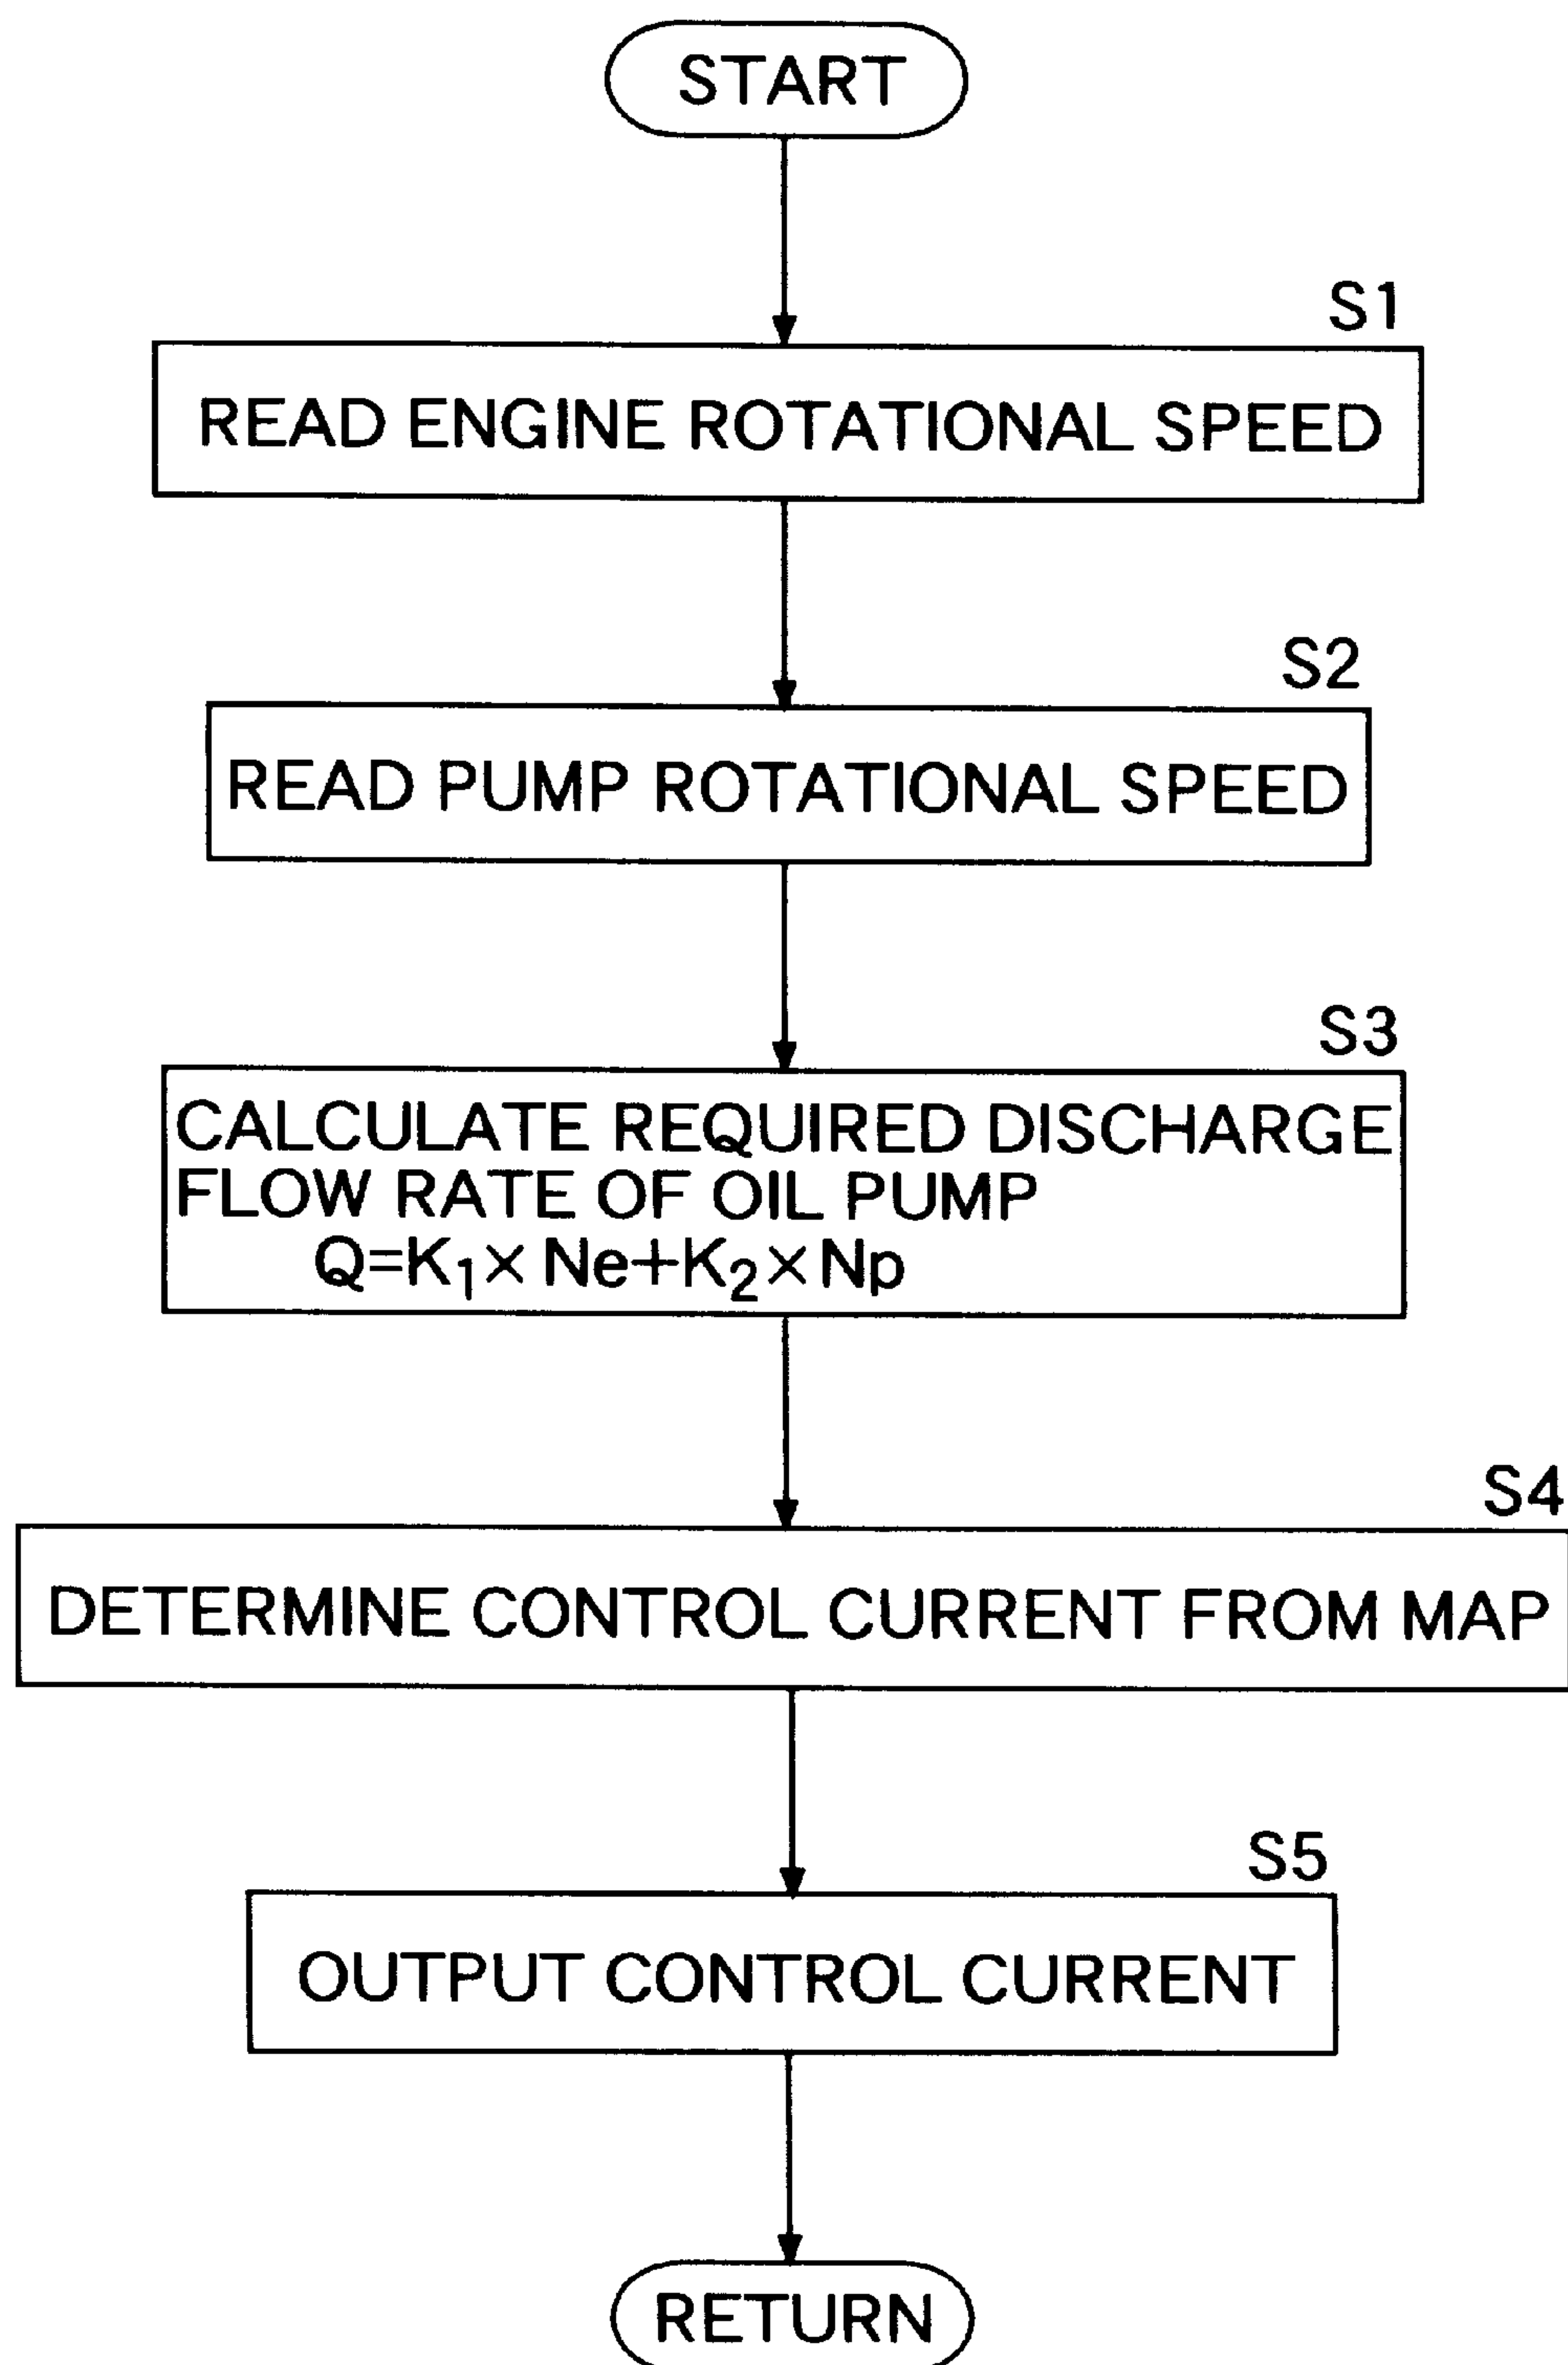 START
S1
READ ENGINE ROTATIONAL SPEED
S2
READ PUMP ROTATIONAL SPEED
S3
CALCULATE REQUIRED DISCHARGE
FLOW RATE OF OIL PUMP
Q=K₁× Ne+K₂×Np
S4
DETERMINE CONTROL CURRENT FROM MAP
S5
OUTPUT CONTROL CURRENT
RETURN